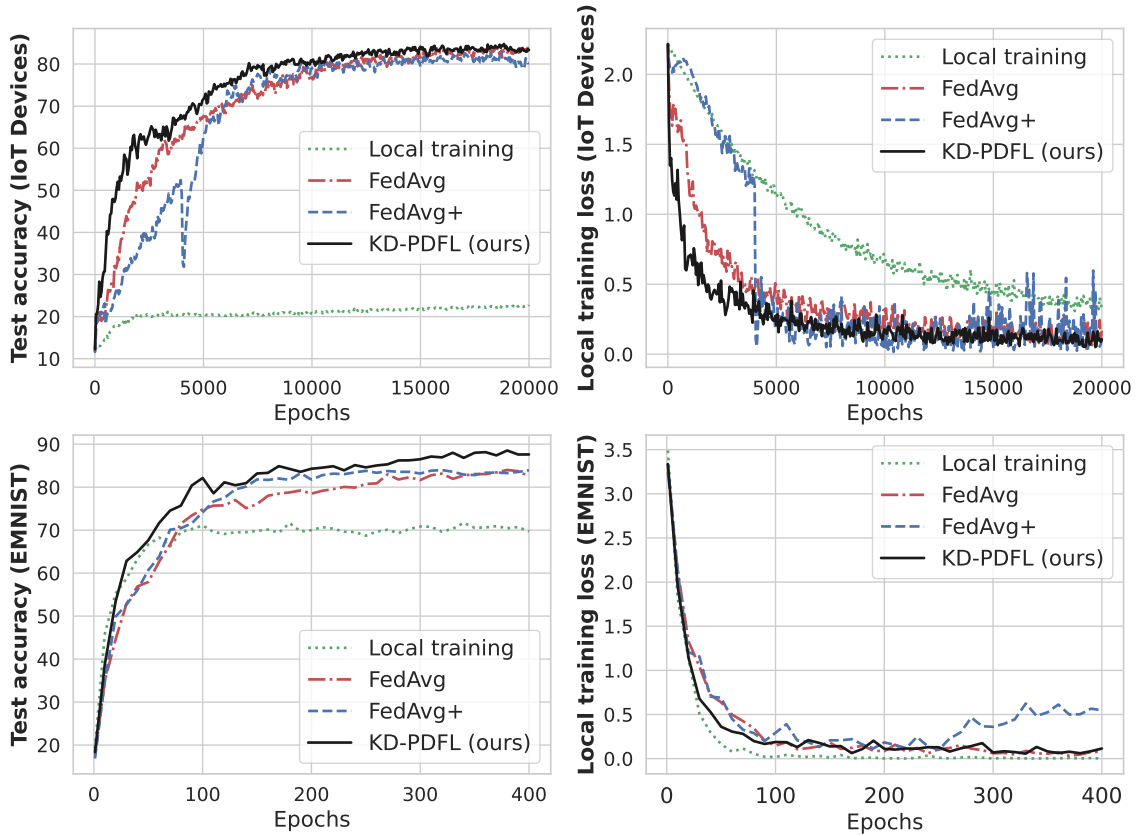 Test accuracy (IoT Devices)
80
70
60
50
40
30
20
10
Local training
FedAvg
FedAvg+
KD-PDFL (ours)
0 5000 10000 15000 20000
Epochs
Local training loss (IoT Devices)
2.0
1.5
1.0
0.5
0.0
Local training
FedAvg
FedAvg+
KD-PDFL (ours)
0 5000 10000 15000 20000
Epochs
Test accuracy (EMNIST)
90
80
70
60
50
40
30
20
Local training
FedAvg
FedAvg+
KD-PDFL (ours)
0 100 200 300 400
Epochs
Local training loss (EMNIST)
3.5
3.0
2.5
2.0
1.5
1.0
0.5
0.0
Local training
FedAvg
FedAvg+
KD-PDFL (ours)
0 100 200 300 400
Epochs